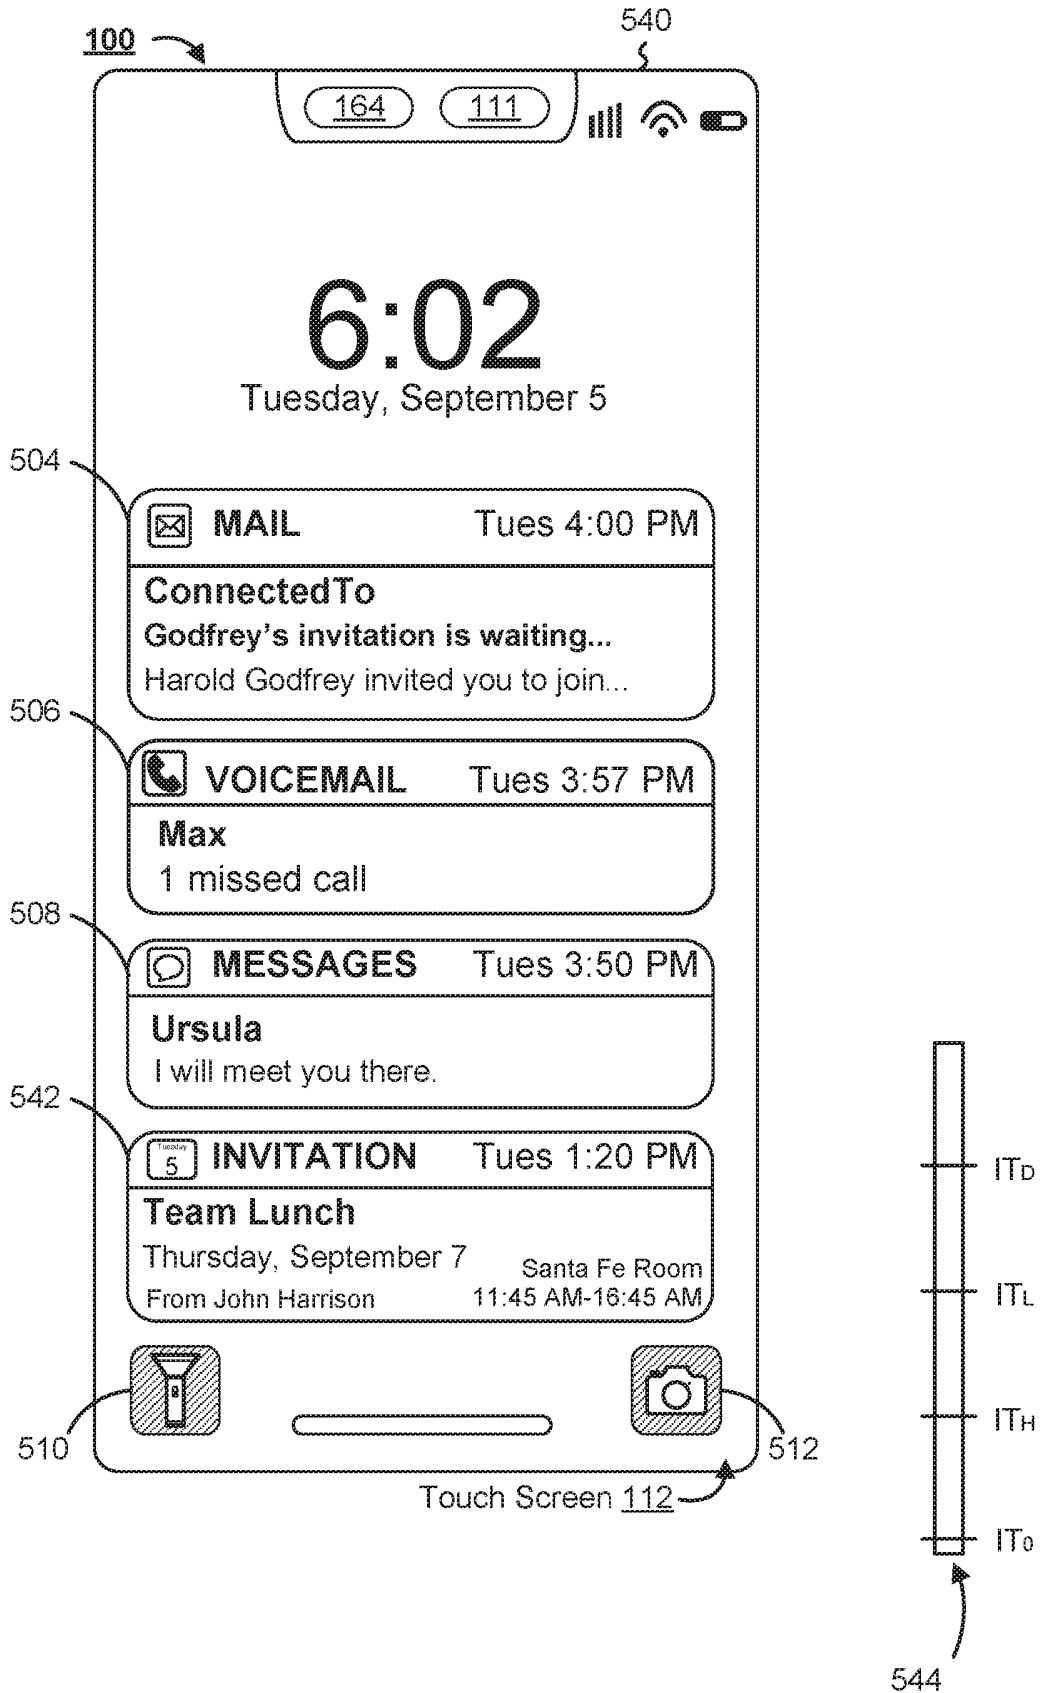 100
540
164
111
6:02
Tuesday, September 5
504
MAIL Tues 4:00 PM
ConnectedTo
Godfrey's invitation is waiting...
Harold Godfrey invited you to join...
506
VOICEMAIL Tues 3:57 PM
Max
1 missed call
508
MESSAGES Tues 3:50 PM
Ursula
I will meet you there.
542
Tuesday
5
INVITATION Tues 1:20 PM
Team Lunch
Thursday, September 7
Santa Fe Room
From John Harrison
11:45 AM-16:45 AM
510
512
Touch Screen 112
ITD
ITL
ITH
IT0
544